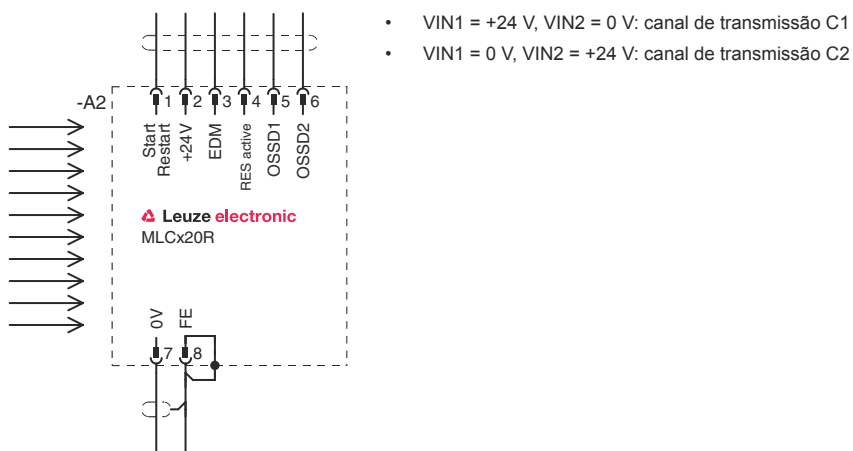 • VIN1 = +24 V, VIN2 = 0 V: canal de transmissão C1
• VIN1 = 0 V, VIN2 = +24 V: canal de transmissão C2
-A2
1 2 3 4 5 6
Start
Restart
+24V
EDM
RES active
OSSD1
OSSD2
Leuze electronic
MLCx20R
0V
FE
7 8